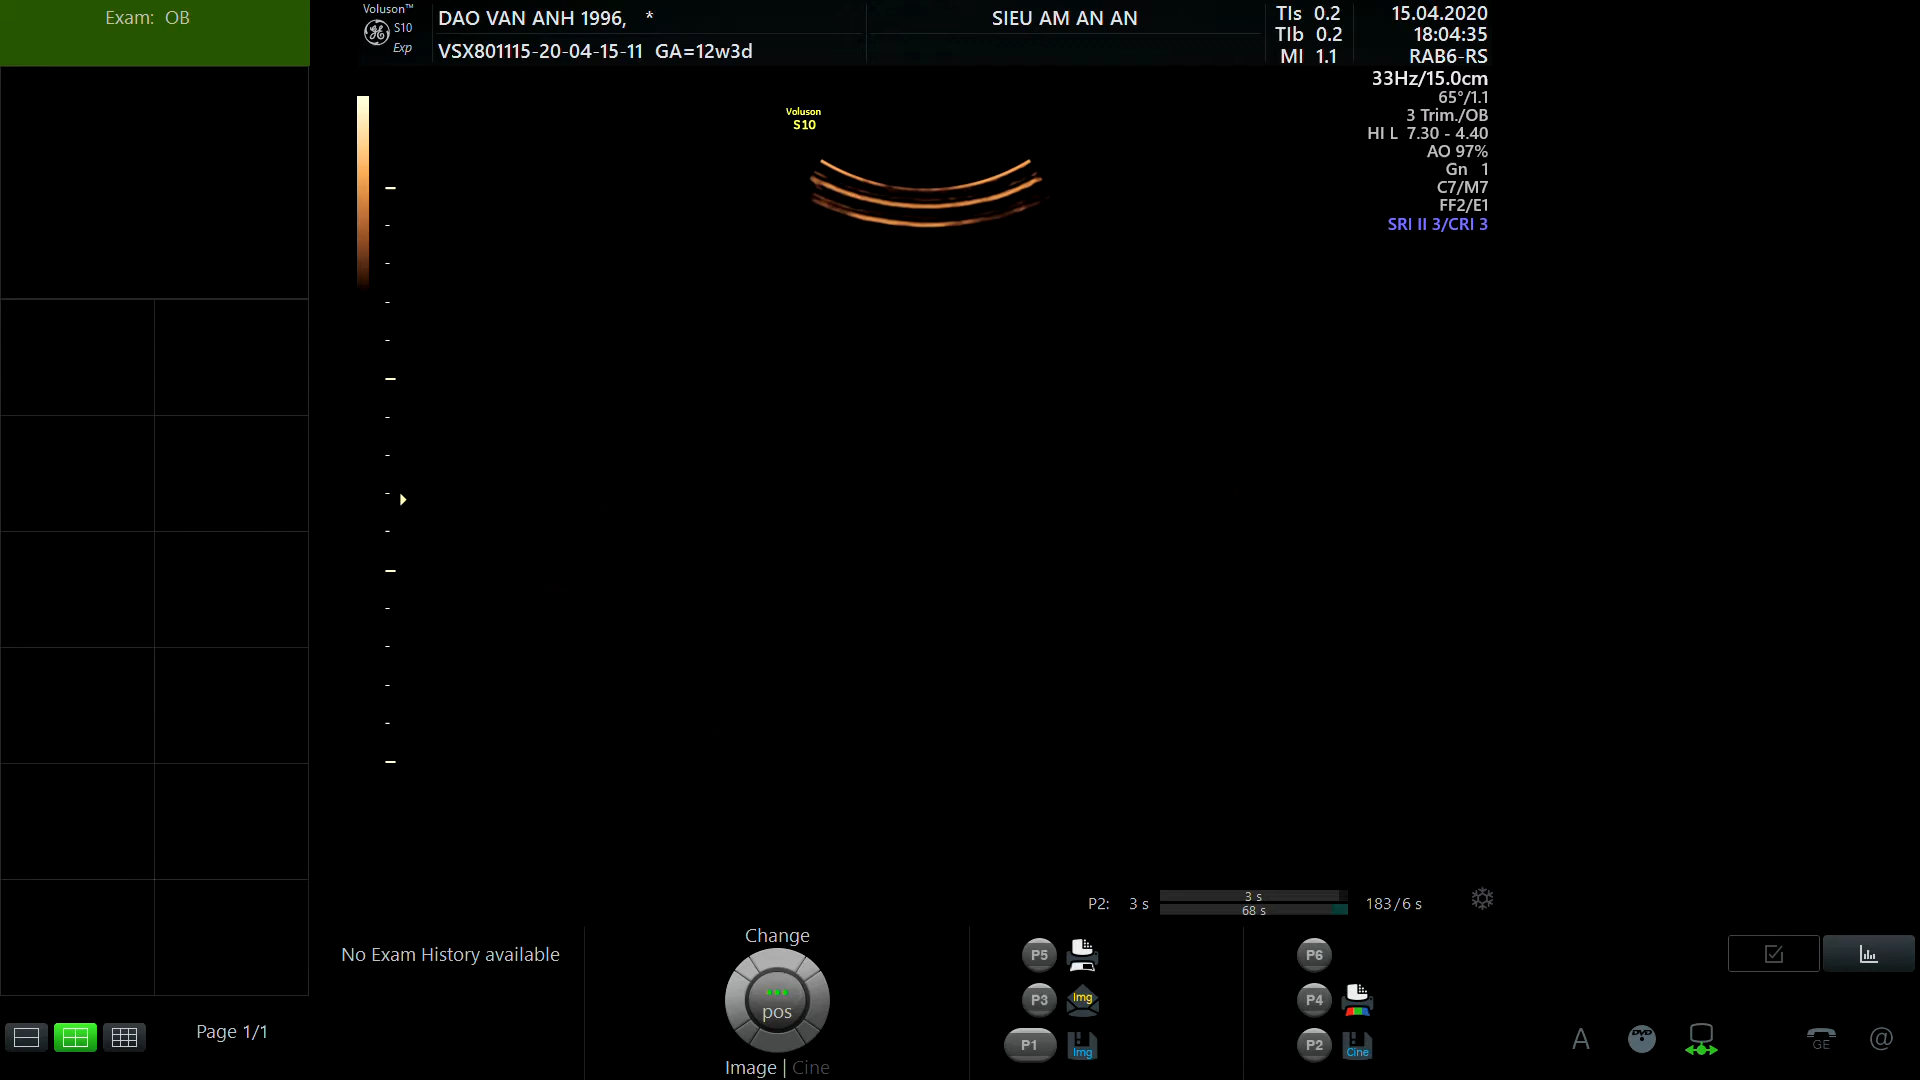 Exam: OB
Voluson™
S10
Exp
DAO VAN ANH 1996, *
VSX801115-20-04-15-11 GA=12w3d
SIEU AM AN AN
TIs 0.2
TIb 0.2
MI 1.1
15.04.2020
18:04:35
RAB6-RS
33Hz/15.0cm
65°/1.1
3 Trim./OB
HI L 7.30 - 4.40
AO 97%
Gn 1
C7/M7
FF2/E1
SRI II 3/CRI 3
Voluson
S10
P2: 3 s
3 s
68 s
183/6 s
No Exam History available
Change
pos
Image | Cine
P5
P3 Img
P1 Img
P6
P4
P2 Cine
Page 1/1
A
DVD
GE
@